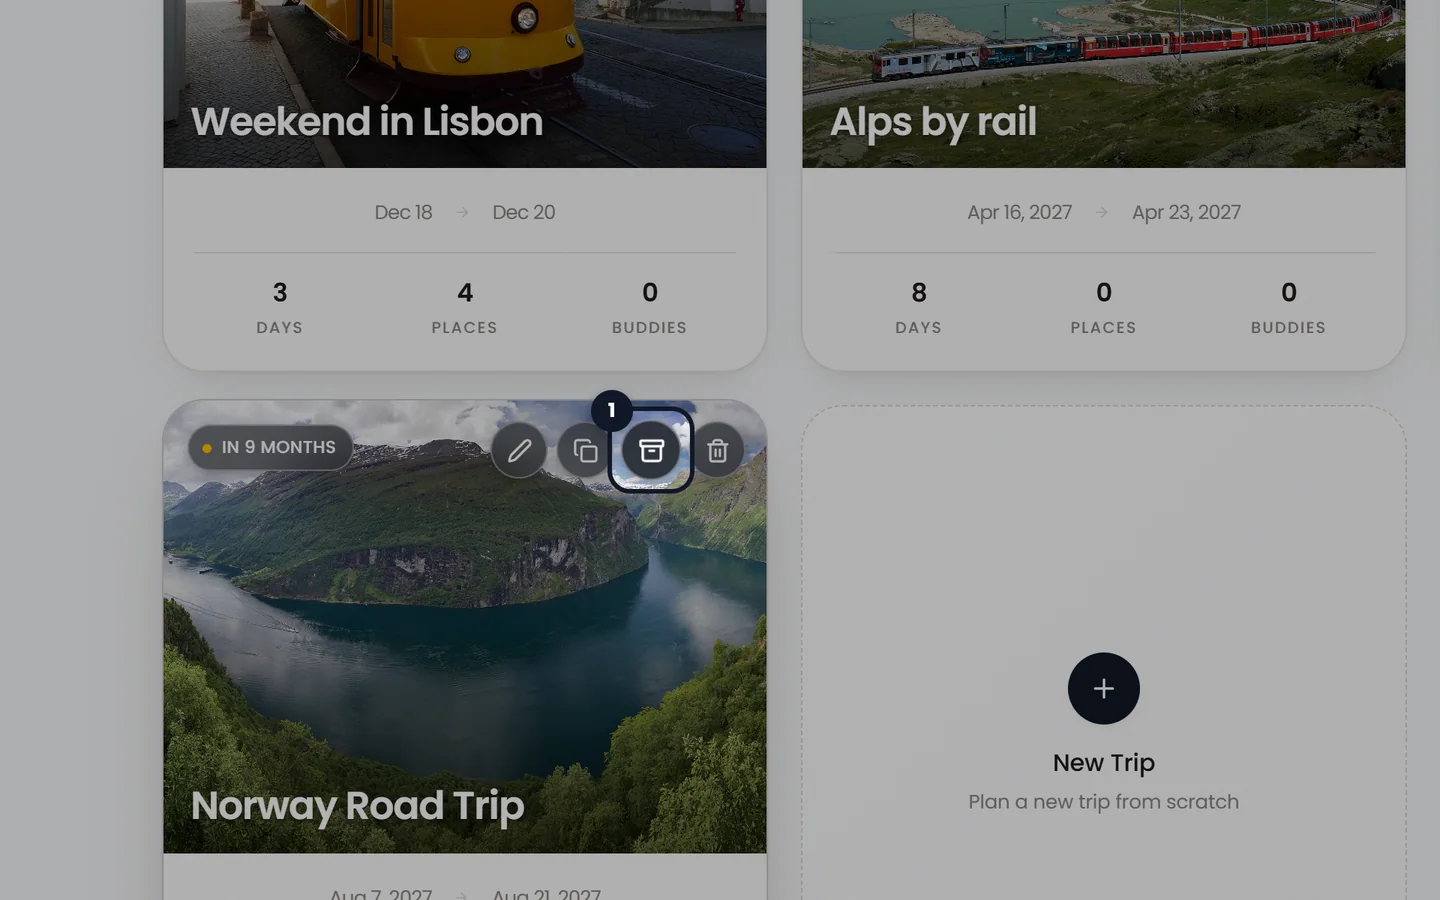 Weekend in Lisbon
Dec 18 → Dec 20
3 4 0
DAYS PLACES BUDDIES
Alps by rail
Apr 16, 2027 → Apr 23, 2027
8 0 0
DAYS PLACES BUDDIES
1
IN 9 MONTHS
Norway Road Trip
Aug 7, 2027 → Aug 21, 2027
New Trip
Plan a new trip from scratch